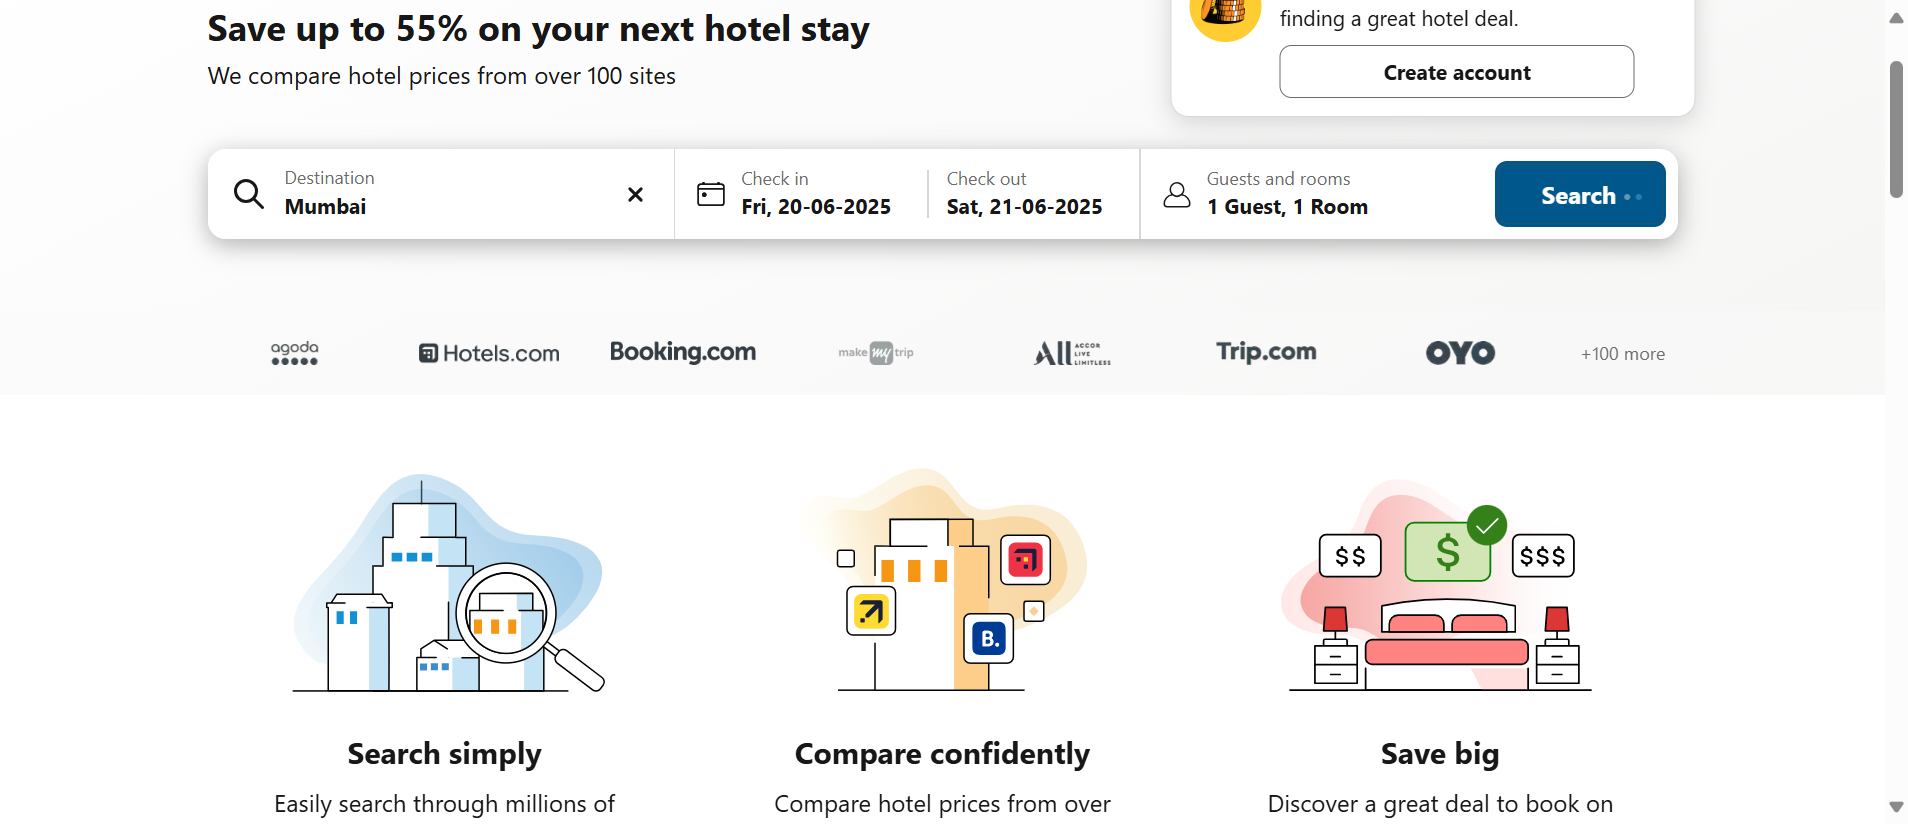 Save up to 55% on your next hotel stay
We compare hotel prices from over 100 sites
finding a great hotel deal.
Create account
Destination
Mumbai
Check in
Fri, 20-06-2025
Check out
Sat, 21-06-2025
Guests and rooms
1 Guest, 1 Room
Search
agoda
Hotels.com
Booking.com
make my trip
ALL ACCOR LIVE LIMITLESS
Trip.com
OYO
+100 more
B.
$$
$
$$$
Search simply
Easily search through millions of
Compare confidently
Compare hotel prices from over
Save big
Discover a great deal to book on